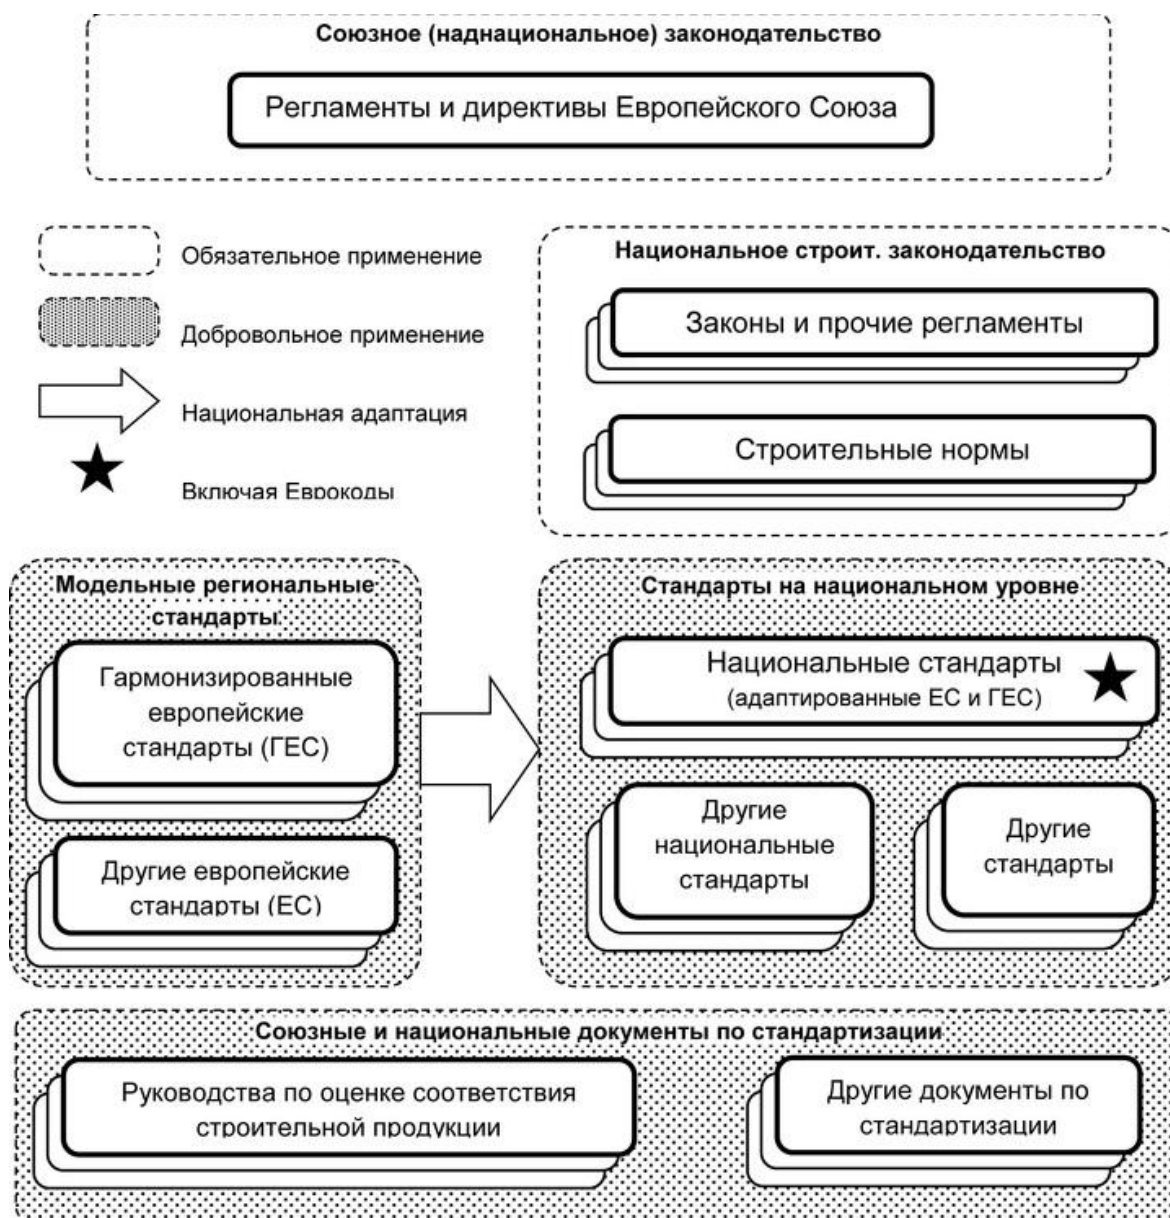 Союзное (наднациональное) законодательство
Регламенты и директивы Европейского Союза
Обязательное применение
Добровольное применение
Национальная адаптация
Включая Еврокоды
Национальное строит. законодательство
Законы и прочие регламенты
Строительные нормы
Модельные региональные
стандарты
Гармонизированные
европейские
стандарты (ГЕС)
Другие европейские
стандарты (ЕС)
Стандарты на национальном уровне
Национальные стандарты
(адаптированные ЕС и ГЕС)
Другие
национальные
стандарты
Другие
стандарты
Союзные и национальные документы по стандартизации
Руководства по оценке соответствия
строительной продукции
Другие документы по
стандартизации